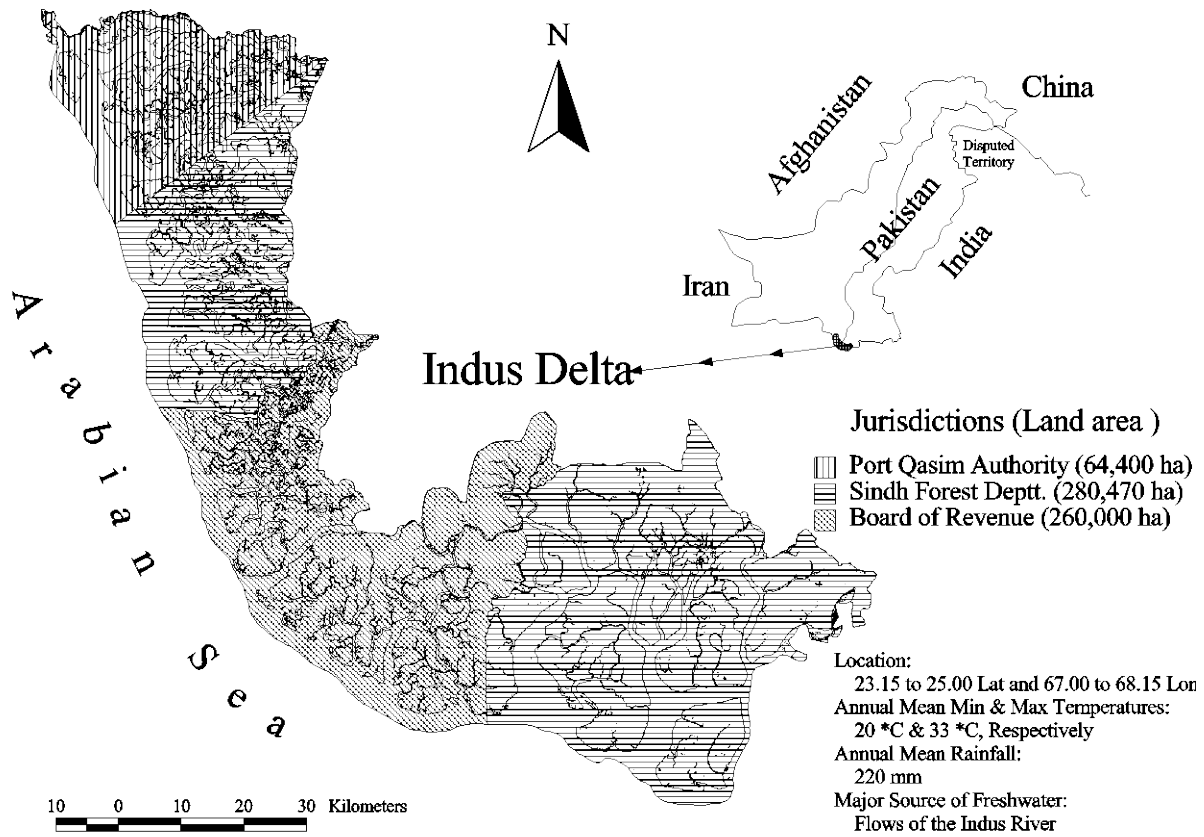 N
China
Afghanistan
Disputed
Territory
Pakistan
India
Iran
Arabian Sea
Indus Delta
Jurisdictions (Land area )
Port Qasim Authority (64,400 ha)
Sindh Forest Deptt. (280,470 ha)
Board of Revenue (260,000 ha)
Location:
23.15 to 25.00 Lat and 67.00 to 68.15 Lon
Annual Mean Min & Max Temperatures:
20 *C & 33 *C, Respectively
Annual Mean Rainfall:
220 mm
Major Source of Freshwater:
Flows of the Indus River
10 0 10 20 30 Kilometers